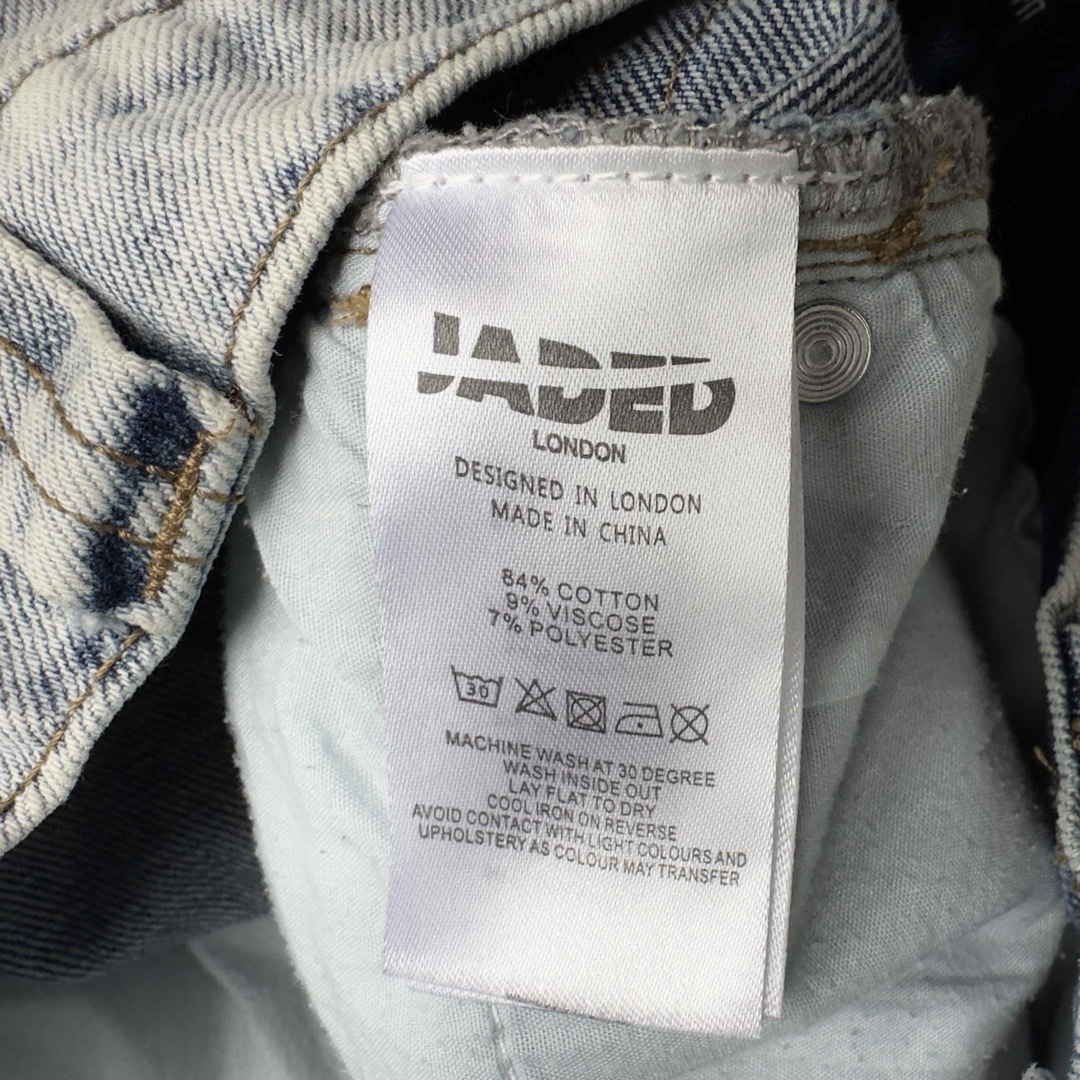 JADED
LONDON
DESIGNED IN LONDON
MADE IN CHINA
84% COTTON
9% VISCOSE
7% POLYESTER
30
MACHINE WASH AT 30 DEGREE
WASH INSIDE OUT
LAY FLAT TO DRY
COOL IRON ON REVERSE
AVOID CONTACT WITH LIGHT COLOURS AND
UPHOLSTERY AS COLOUR MAY TRANSFER